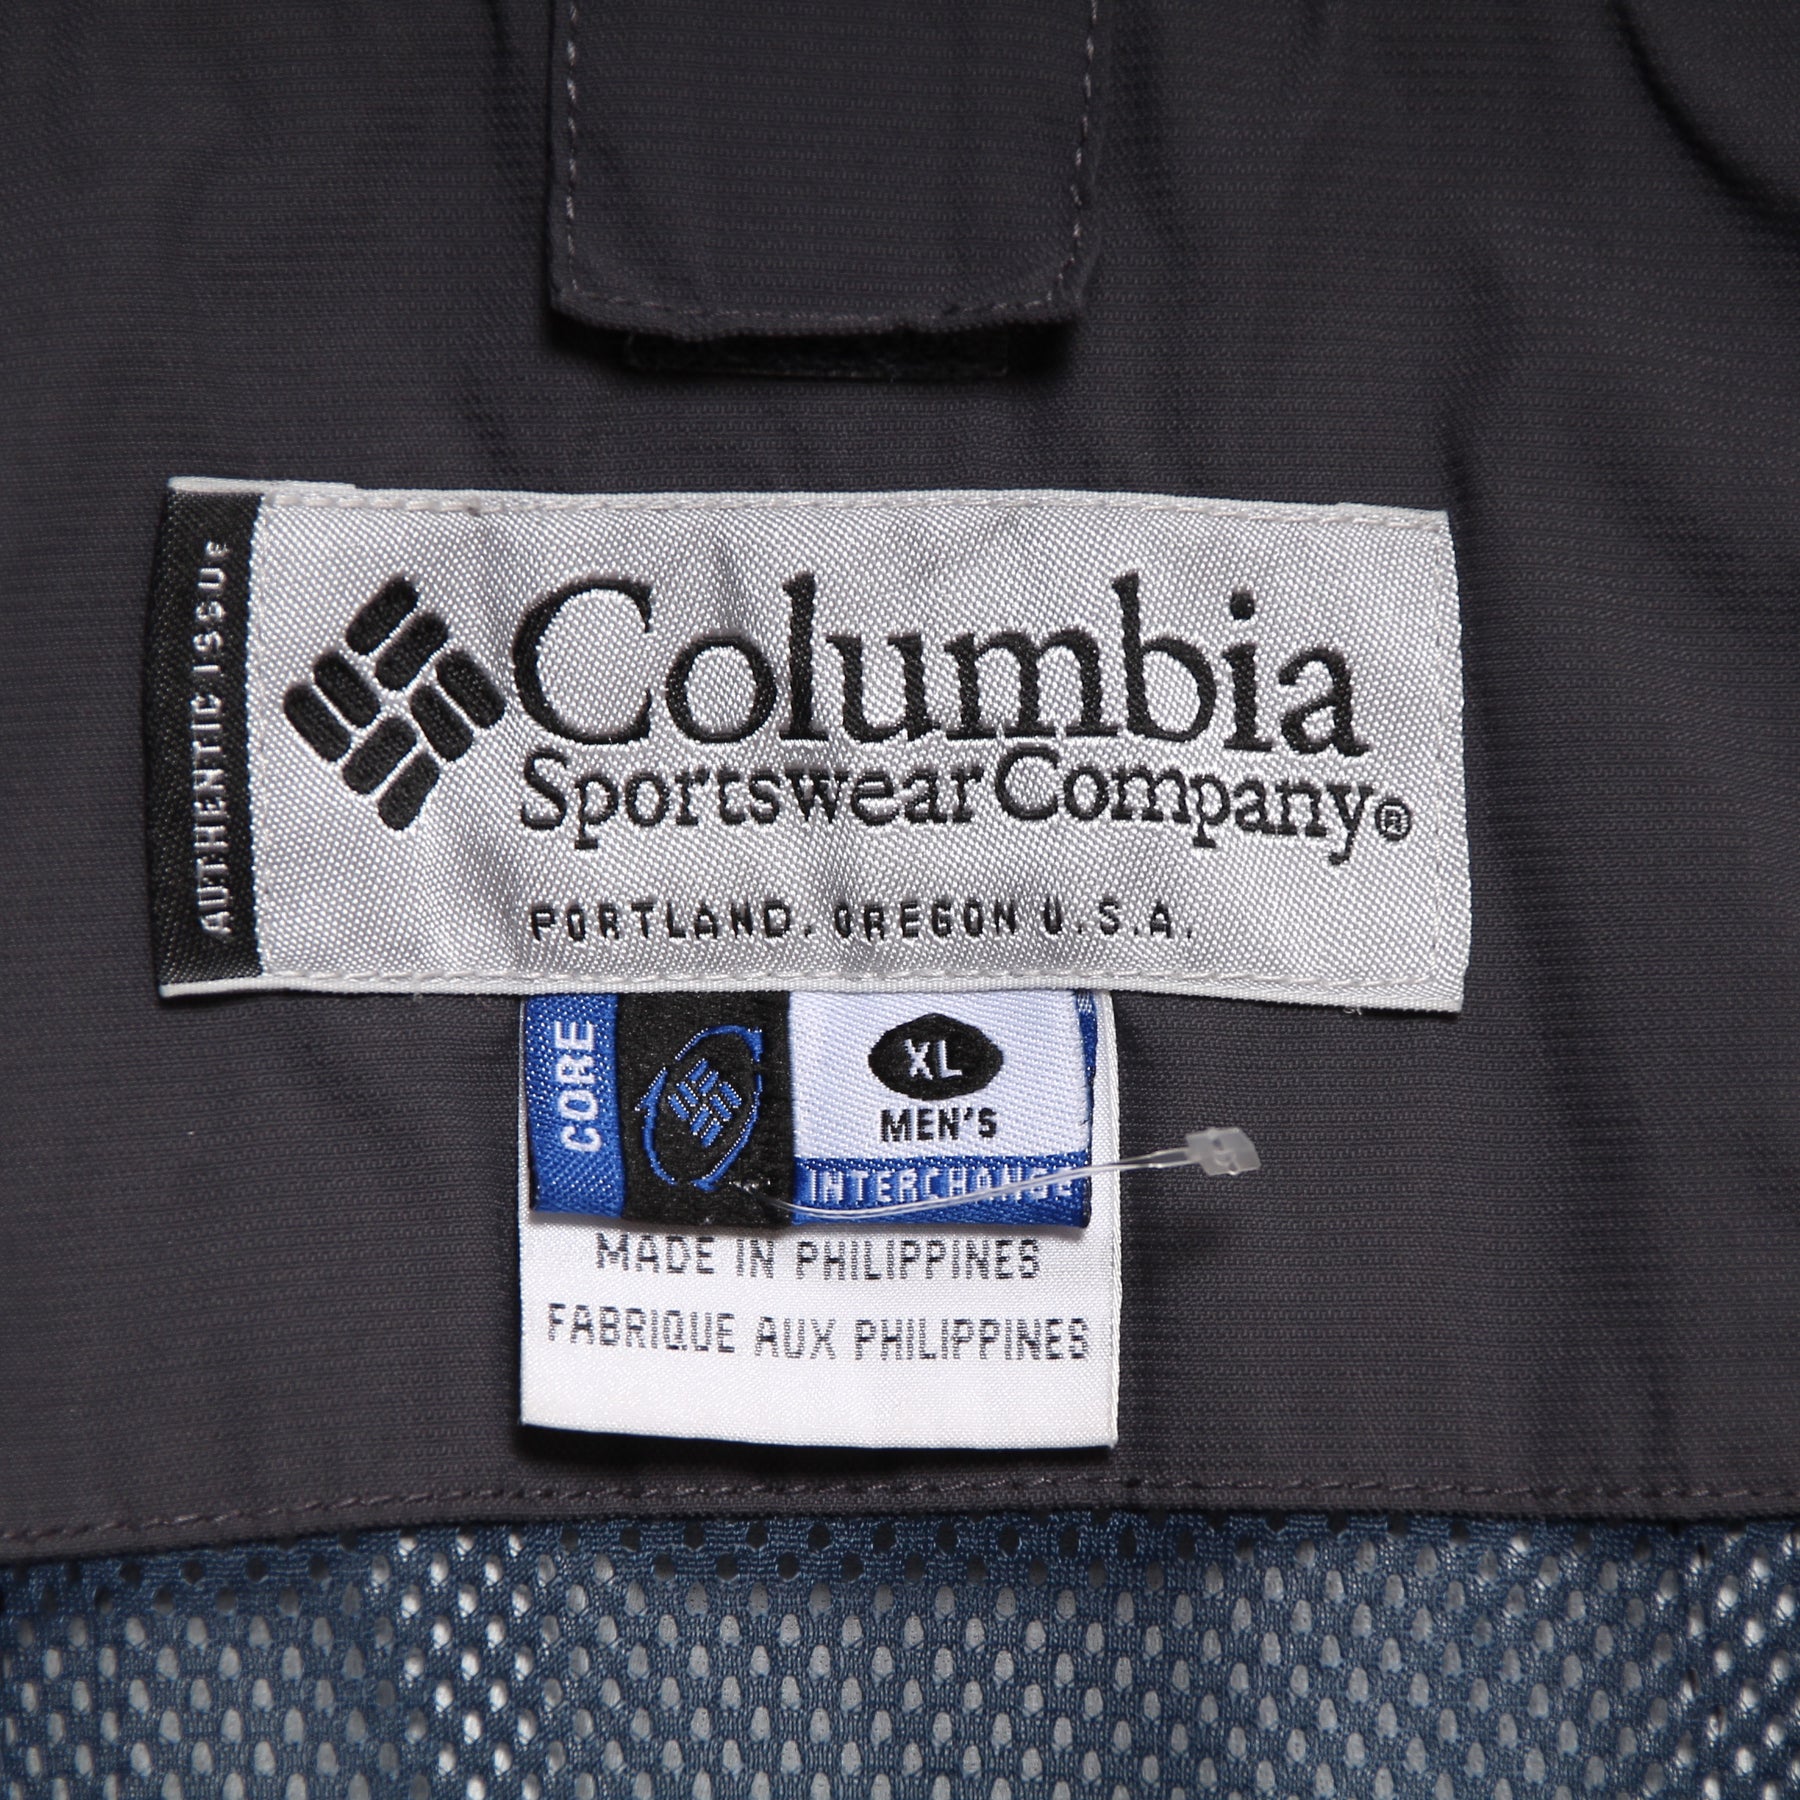 AUTHENTIC ISSUE
Columbia
Sportswear Company®
PORTLAND, OREGON U.S.A.
CORE
XL
MEN'S
INTERCHANGE
MADE IN PHILIPPINES
FABRIQUE AUX PHILIPPINES